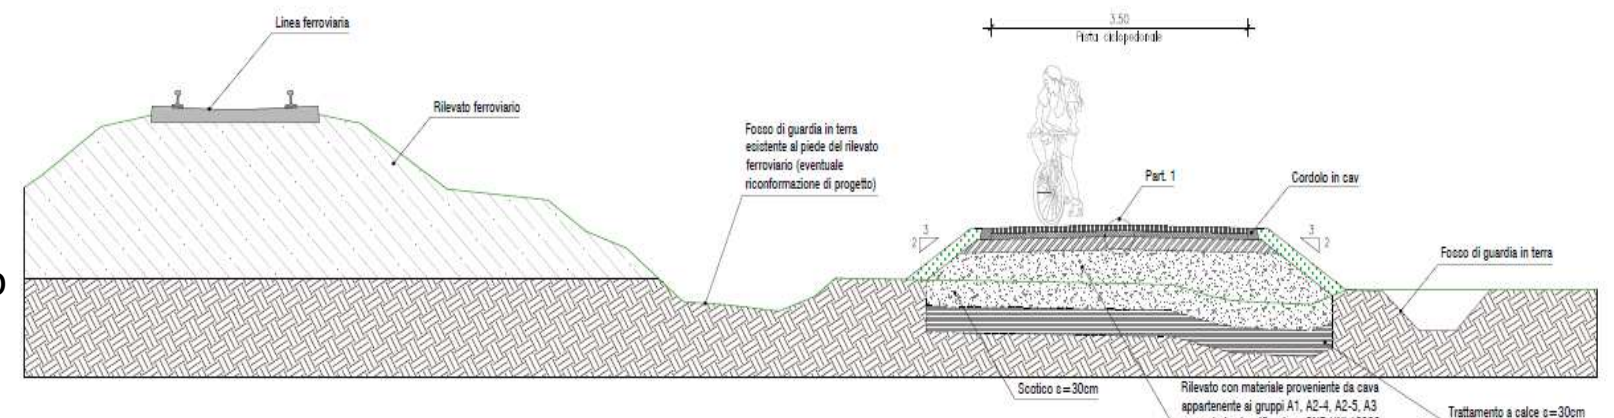 Linea ferroviaria
3.50
Pista ciclopedonale
Rilevato ferroviario
Fosso di guardia in terra
esistente al piede del rilevato
ferroviario (eventuale
riconformazione di progetto)
Part. 1
Cordolo in cav
3
2
3
2
Fosso di guardia in terra
o
Scotico s=30cm
Rilevato con materiale proveniente da cava
appartenente ai gruppi A1, A2-4, A2-5, A3
Trattamento a calce s=30cm